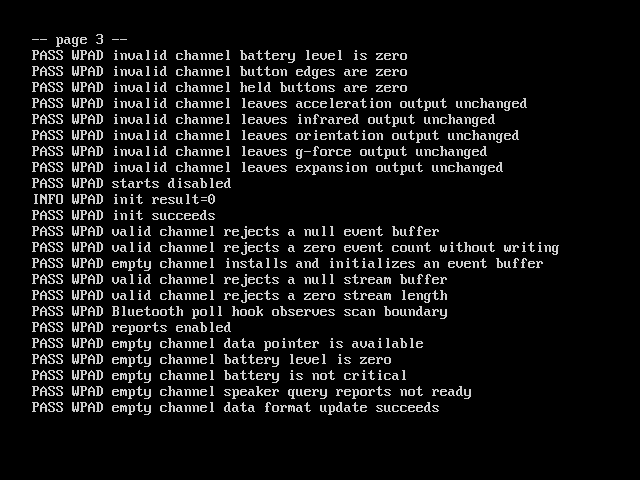 -- page 3 --
PASS WPAD invalid channel battery level is zero
PASS WPAD invalid channel button edges are zero
PASS WPAD invalid channel held buttons are zero
PASS WPAD invalid channel leaves acceleration output unchanged
PASS WPAD invalid channel leaves infrared output unchanged
PASS WPAD invalid channel leaves orientation output unchanged
PASS WPAD invalid channel leaves g-force output unchanged
PASS WPAD invalid channel leaves expansion output unchanged
PASS WPAD starts disabled
INFO WPAD init result=0
PASS WPAD init succeeds
PASS WPAD valid channel rejects a null event buffer
PASS WPAD valid channel rejects a zero event count without writing
PASS WPAD empty channel installs and initializes an event buffer
PASS WPAD valid channel rejects a null stream buffer
PASS WPAD valid channel rejects a zero stream length
PASS WPAD Bluetooth poll hook observes scan boundary
PASS WPAD reports enabled
PASS WPAD empty channel data pointer is available
PASS WPAD empty channel battery level is zero
PASS WPAD empty channel battery is not critical
PASS WPAD empty channel speaker query reports not ready
PASS WPAD empty channel data format update succeeds